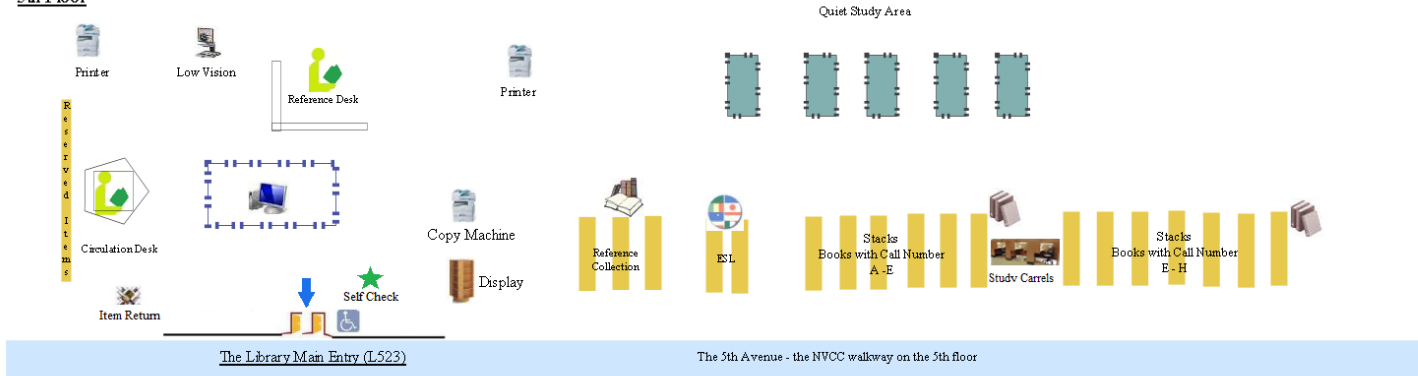 5th Floor
Quiet Study Area
Printer
Low Vision
Reference Desk
Printer
Reserved Items
Circulation Desk
Copy Machine
Display
Self Check
Item Return
Reference
Collection
ESL
Stacks
Books with Call Number
A -E
Study Carrels
Stacks
Books with Call Number
E - H
The Library Main Entry (L523)
The 5th Avenue - the NVCC walkway on the 5th floor